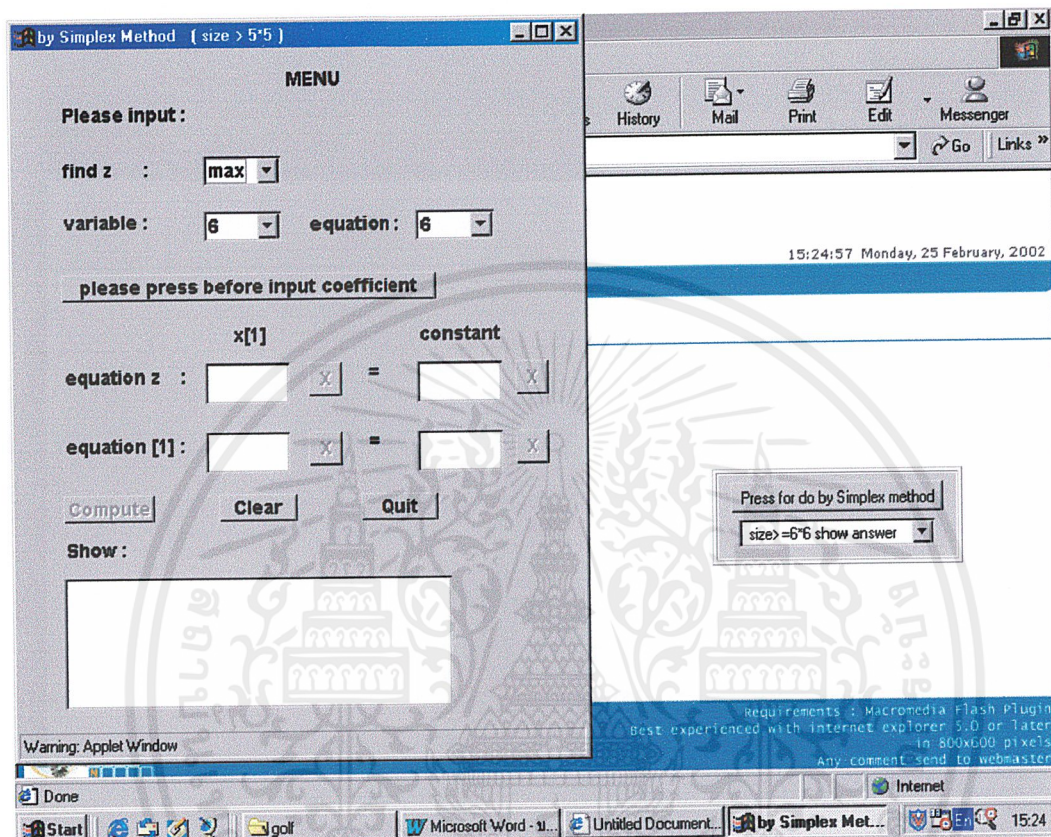 by Simplex Method ( size > 5*5 )
MENU
Please input :
find z : max
variable : 6 equation : 6
please press before input coefficient
x[1] constant
equation z : X = X
equation [1] : X = X
Compute Clear Quit
Show :
Warning: Applet Window
s History Mail Print Edit Messenger
Go Links »
15:24:57 Monday, 25 February, 2002
Press for do by Simplex method
size>=6*6 show answer
Requirements : Macromedia Flash Plugin
Best experienced with internet explorer 5.0 or later
in 800x600 pixels
Any comment send to webmaster
Done Internet
Start golf Microsoft Word - บ... Untitled Document... by Simplex Met... En 15:24